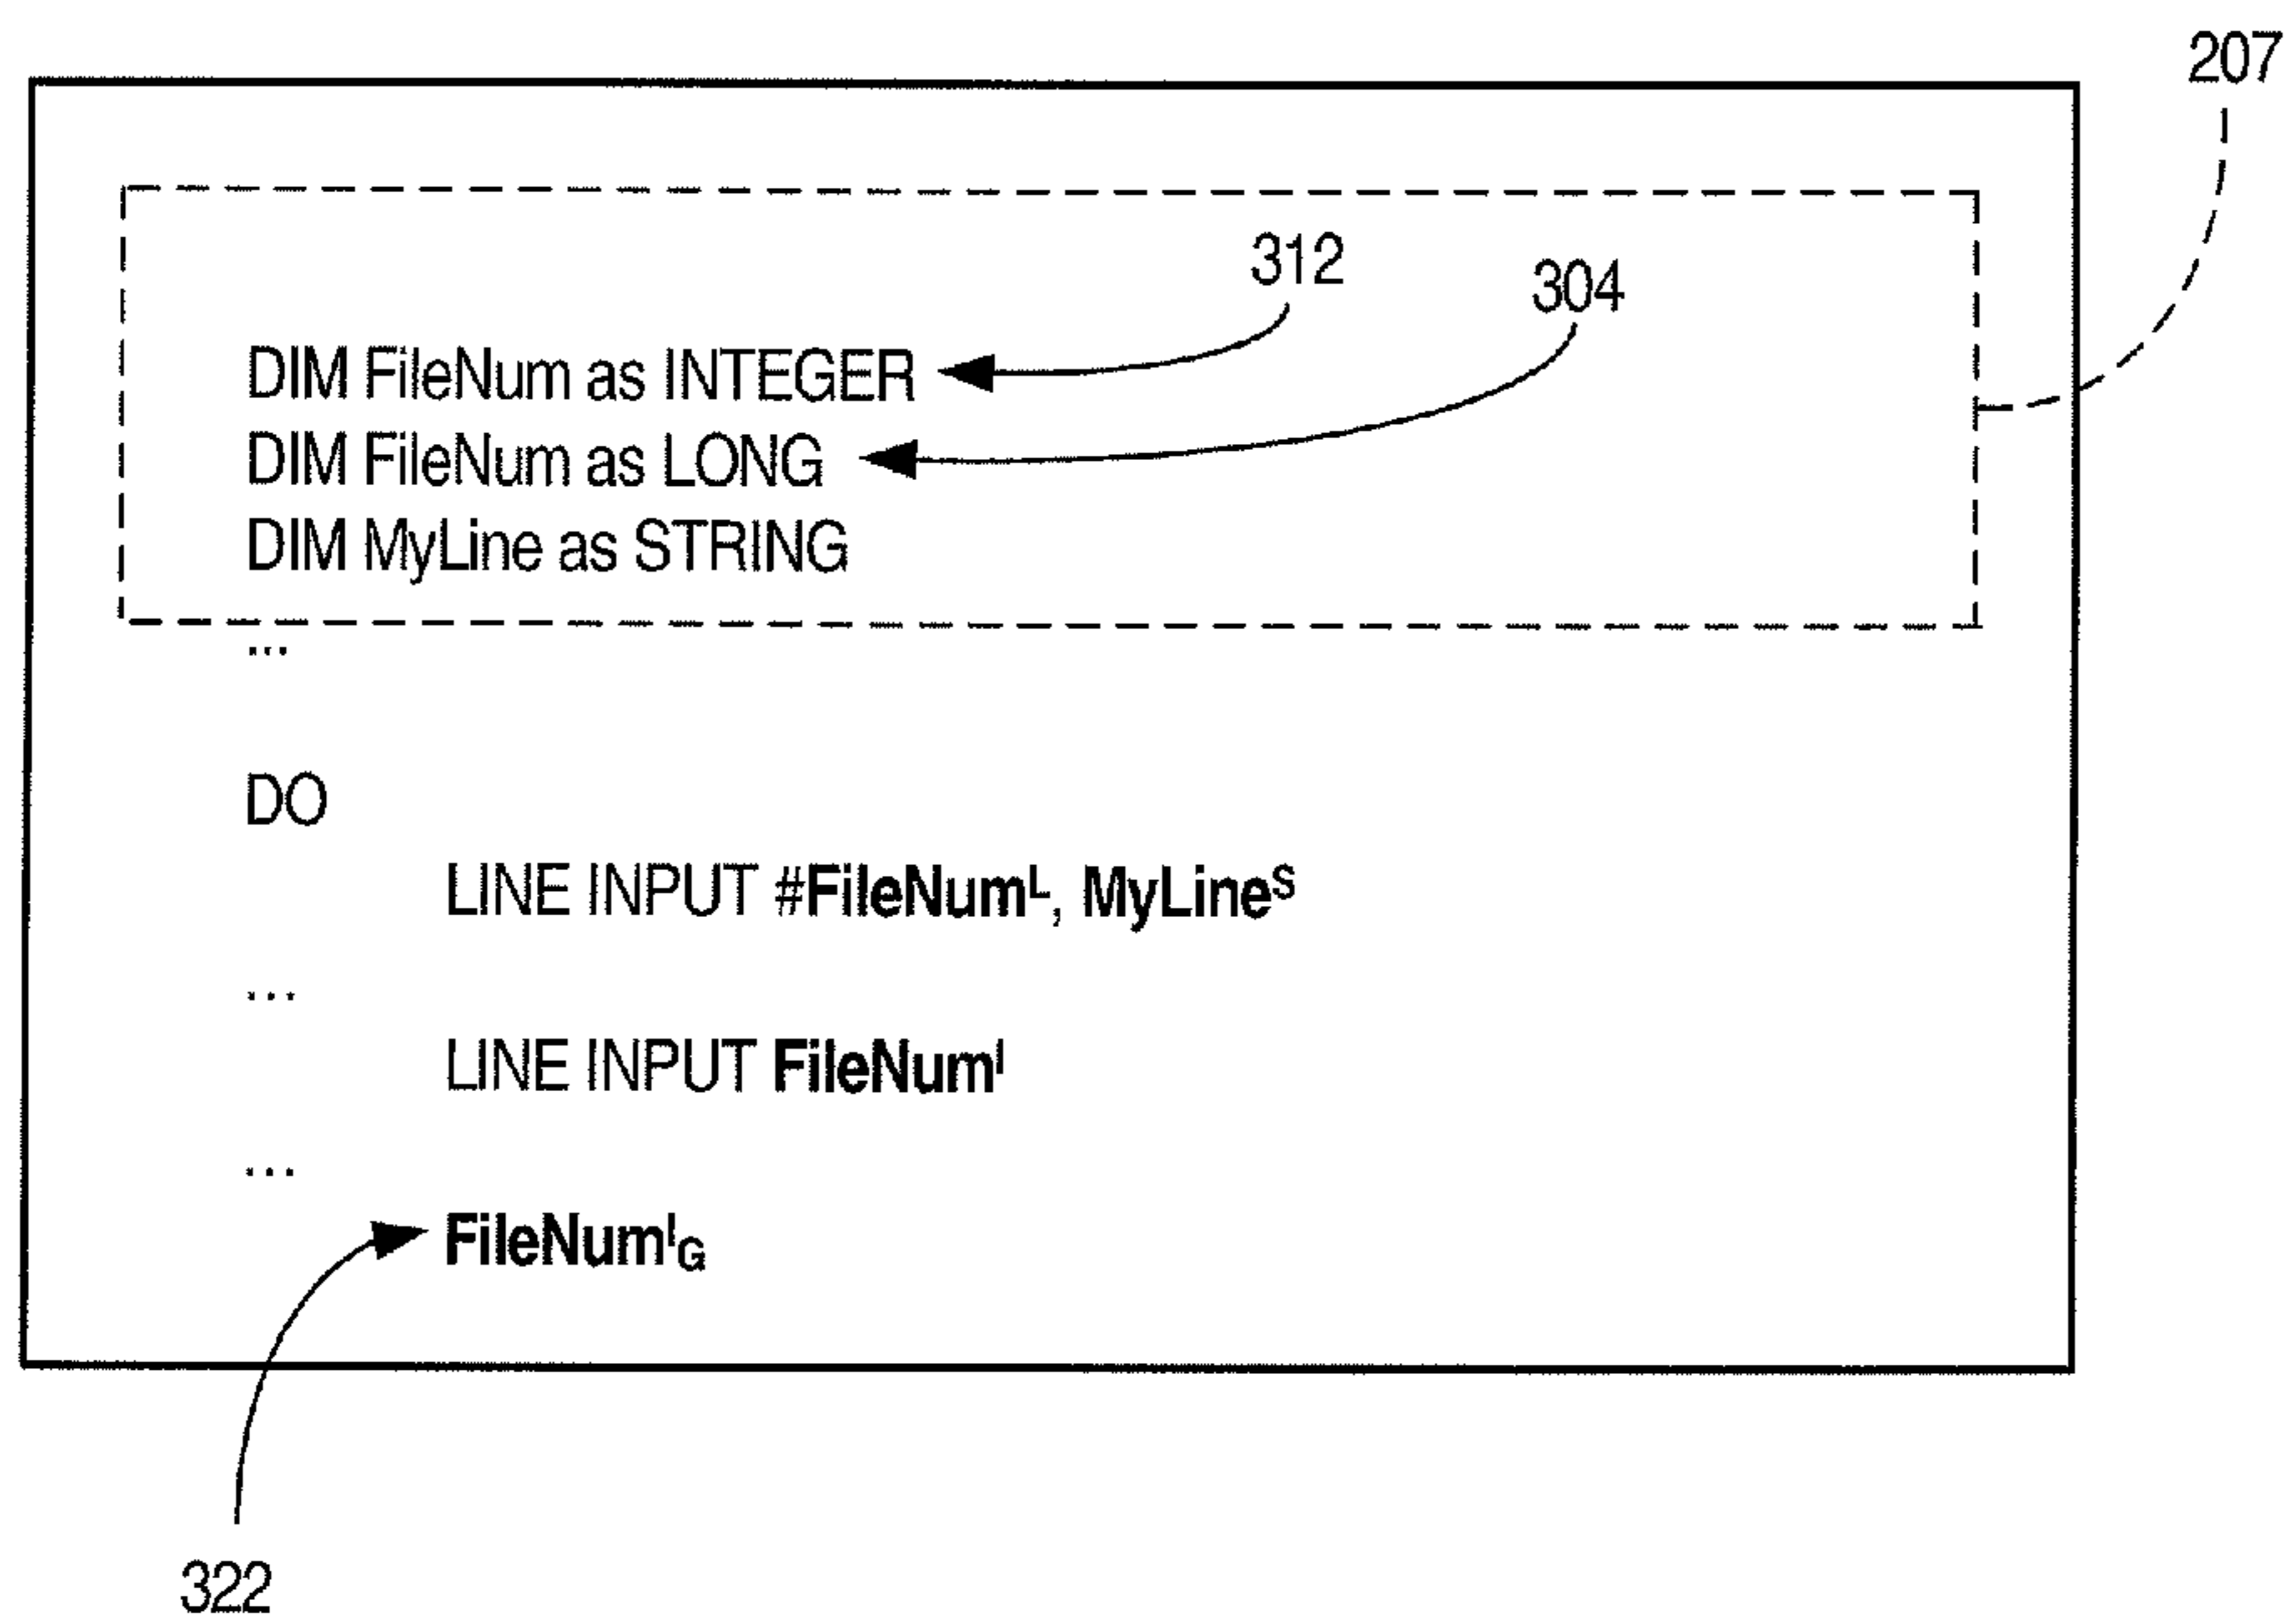 207
312
304
DIM FileNum as INTEGER
DIM FileNum as LONG
DIM MyLine as STRING
...
DO
LINE INPUT #FileNumᴸ, MyLineˢ
...
LINE INPUT FileNumᴵ
...
FileNumᴵG
322